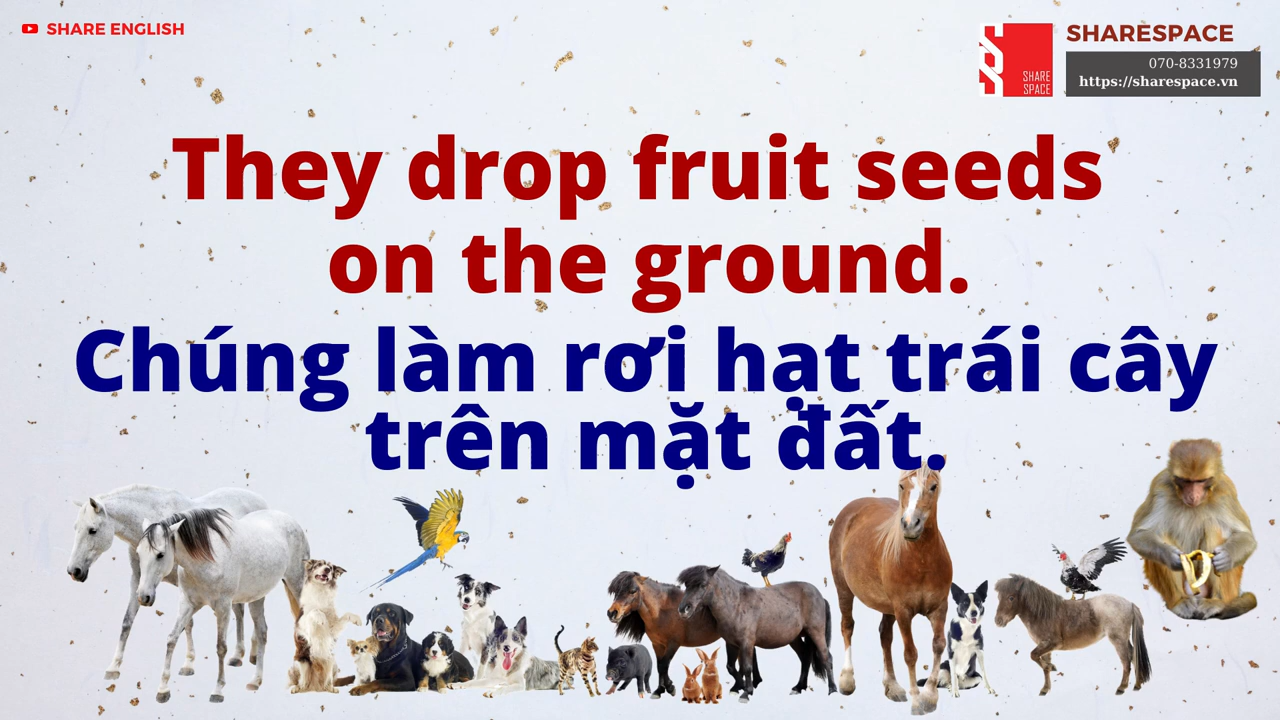 SHARE ENGLISH
SHARESPACE
070-8331979
https://sharespace.vn
SHARE
SPACE
They drop fruit seeds
on the ground.
Chúng làm rơi hạt trái cây
trên mặt đất.